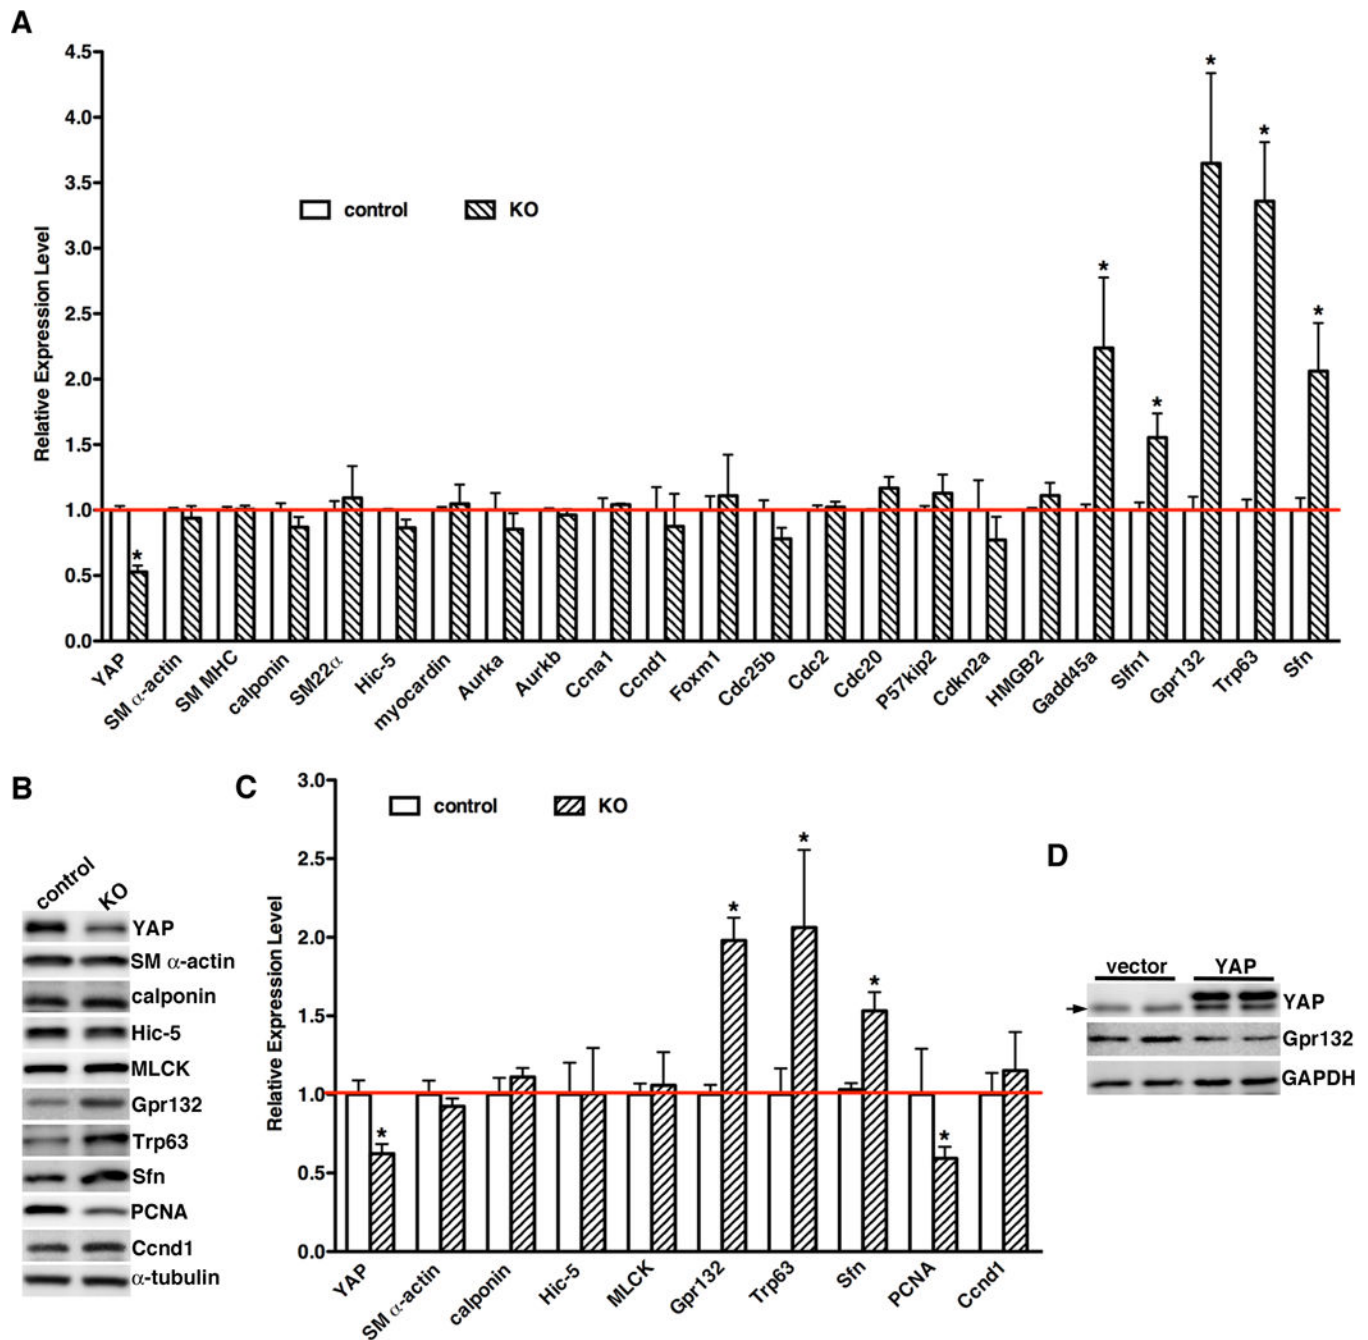 A
4.5
4.0
3.5
3.0
2.5
2.0
1.5
1.0
0.5
0.0
Relative Expression Level
control KO
*
*
*
*
*
*
YAP
SM α-actin
SM MHC
calponin
SM22α
Hic-5
myocardin
Aurka
Aurkb
Ccna1
Ccnd1
Foxm1
Cdc25b
Cdc2
Cdc20
P57kip2
Cdkn2a
HMGB2
Gadd45a
Slfn1
Gpr132
Trp63
Sfn
B
control KO
YAP
SM α-actin
calponin
Hic-5
MLCK
Gpr132
Trp63
Sfn
PCNA
Ccnd1
α-tubulin
C
3.0
2.5
2.0
1.5
1.0
0.5
0.0
Relative Expression Level
control KO
*
*
*
*
*
YAP
SM α-actin
calponin
Hic-5
MLCK
Gpr132
Trp63
Sfn
PCNA
Ccnd1
D
vector YAP
YAP
Gpr132
GAPDH